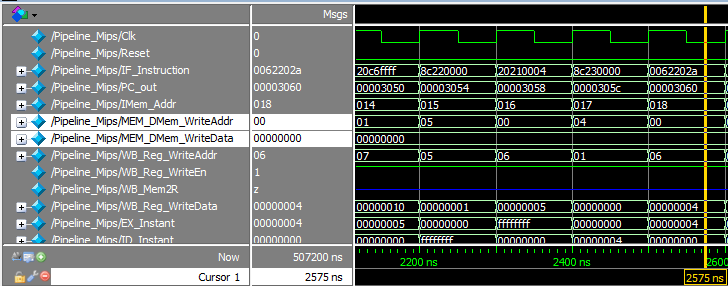 Msgs
/Pipeline_Mips/Clk 0
/Pipeline_Mips/Reset 0
/Pipeline_Mips/IF_Instruction 0062202a 20c6ffff 8c220000 20210004 8c230000 0062202a
/Pipeline_Mips/PC_out 00003060 00003050 00003054 00003058 0000305c 00003060
/Pipeline_Mips/IMem_Addr 018 014 015 016 017 018
/Pipeline_Mips/MEM_DMem_WriteAddr 00 01 05 00 04 00
/Pipeline_Mips/MEM_DMem_WriteData 00000000 00000000
/Pipeline_Mips/WB_Reg_WriteAddr 06 07 05 06 01 06
/Pipeline_Mips/WB_Reg_WriteEn 1
/Pipeline_Mips/WB_Mem2R z
/Pipeline_Mips/WB_Reg_WriteData 00000004 00000010 00000001 00000005 00000000 00000004
/Pipeline_Mips/EX_Instant 00000004 00000005 00000000 ffffffff 00000000 00000004
/Pipeline_Mips/ID_Instant 00000000 00000000 ffffffff 00000000 00000004 00000000
Now 507200 ns 2200 ns 2400 ns 2600
Cursor 1 2575 ns 2575 ns